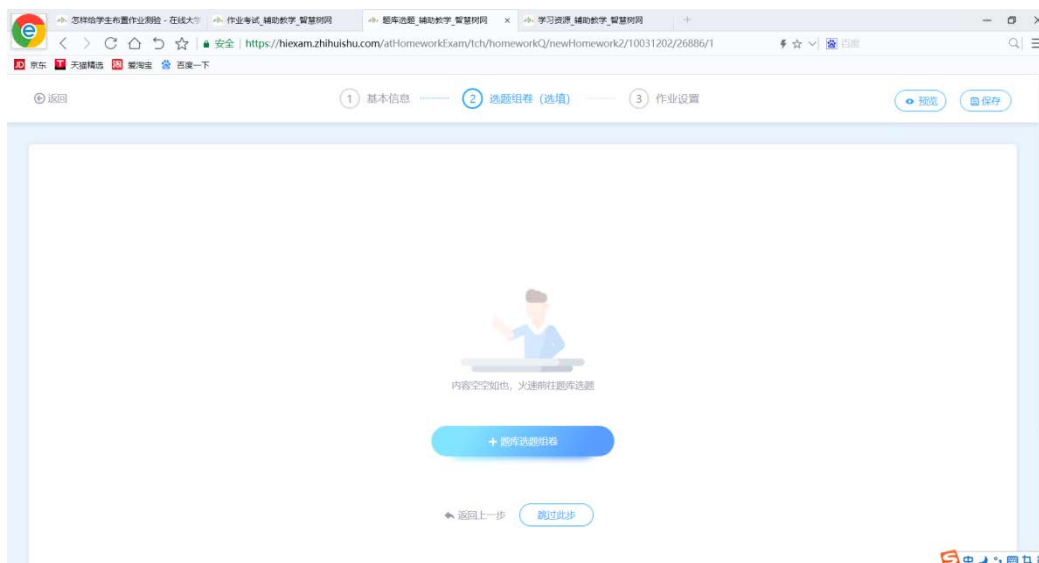 怎样给学生布置作业测验 - 在线大学
作业考试_辅助教学_智慧树网
题库选题_辅助教学_智慧树网
学习资源_辅助教学_智慧树网
安全 | https://hiexam.zhihuishu.com/atHomeworkExam/tch/homeworkQ/newHomework2/10031202/26886/1
百度
JD 京东 T 天猫精选 爱淘宝 百度一下
返回
1 基本信息
2 选题组卷（选填）
3 作业设置
预览
保存
内容空空如也，火速前往题库选题
+ 题库选题组卷
返回上一步
跳过此步
中